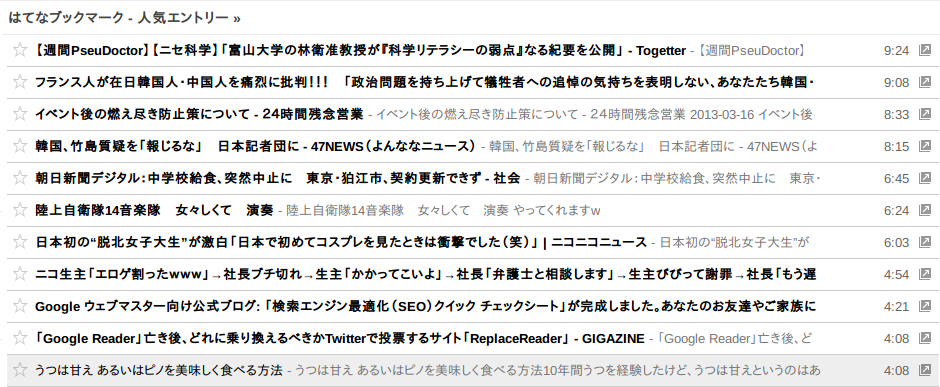 はてなブックマーク - 人気エントリー »
【週間PseuDoctor】【ニセ科学】「富山大学の林衛准教授が『科学リテラシーの弱点』なる紀要を公開」 - Togetter - 【週間PseuDoctor】 9:24
フランス人が在日韓国人・中国人を痛烈に批判！！！　「政治問題を持ち上げて犠牲者への追悼の気持ちを表明しない、あなたたち韓国・ 9:08
イベント後の燃え尽き防止策について - ２４時間残念営業 - イベント後の燃え尽き防止策について - ２４時間残念営業 2013-03-16 イベント後 8:33
韓国、竹島質疑を「報じるな」　日本記者団に - 47NEWS（よんななニュース） - 韓国、竹島質疑を「報じるな」　日本記者団に - 47NEWS（よ 8:15
朝日新聞デジタル：中学校給食、突然中止に　東京・狛江市、契約更新できず - 社会 - 朝日新聞デジタル：中学校給食、突然中止に　東京・ 6:45
陸上自衛隊14音楽隊　女々しくて　演奏 - 陸上自衛隊14音楽隊　女々しくて　演奏 やってくれますw 6:24
日本初の“脱北女子大生”が激白「日本で初めてコスプレを見たときは衝撃でした（笑）」 | ニコニコニュース - 日本初の“脱北女子大生”が 6:03
ニコ生主「エロゲ割ったｗｗｗ」→社長ブチ切れ→生主「かかってこいよ」→社長「弁護士と相談します」→生主びびって謝罪→社長「もう遅 4:54
Google ウェブマスター向け公式ブログ: 「検索エンジン最適化（SEO）クイック チェックシート」が完成しました。あなたのお友達やご家族に 4:21
「Google Reader」亡き後、どれに乗り換えるべきかTwitterで投票するサイト「ReplaceReader」 - GIGAZINE - 「Google Reader」亡き後、ど 4:08
うつは甘え あるいはピノを美味しく食べる方法 - うつは甘え あるいはピノを美味しく食べる方法10年間うつを経験したけど、うつは甘えというのはあ 4:08